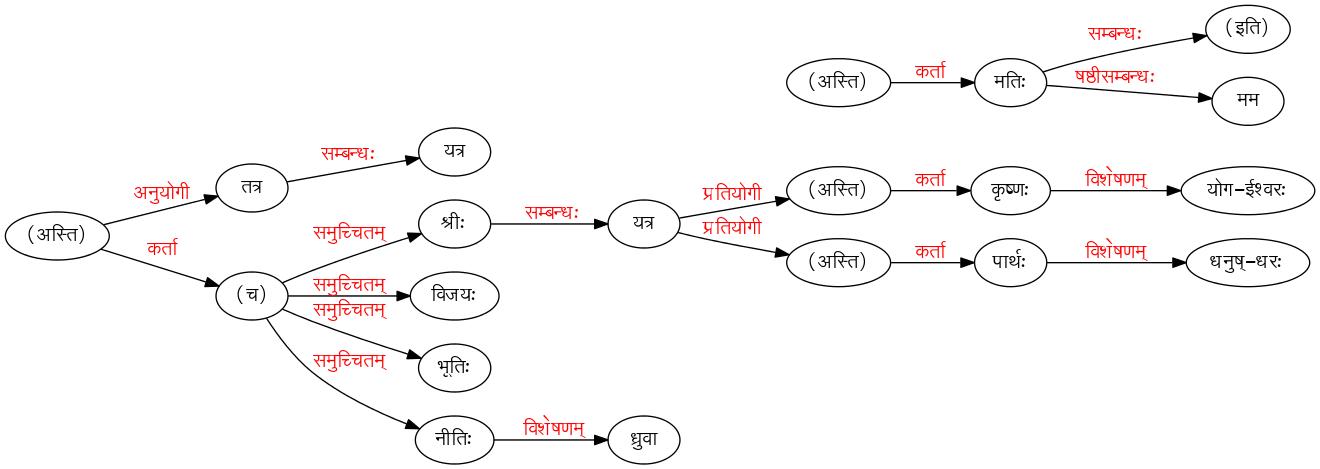 (इति)
सम्बन्धः
(अस्ति)
कर्ता
मतिः
षष्ठीसम्बन्धः
मम
यत्र
सम्बन्धः
तत्र
अनुयोगी
(अस्ति)
कर्ता
(च)
समुच्चितम्
श्रीः
सम्बन्धः
यत्र
प्रतियोगी
(अस्ति)
कर्ता
कृष्णः
विशेषणम्
योग-ईश्वरः
प्रतियोगी
(अस्ति)
कर्ता
पार्थः
विशेषणम्
धनुष्-धरः
समुच्चितम्
विजयः
समुच्चितम्
भूतिः
समुच्चितम्
नीतिः
विशेषणम्
ध्रुवा